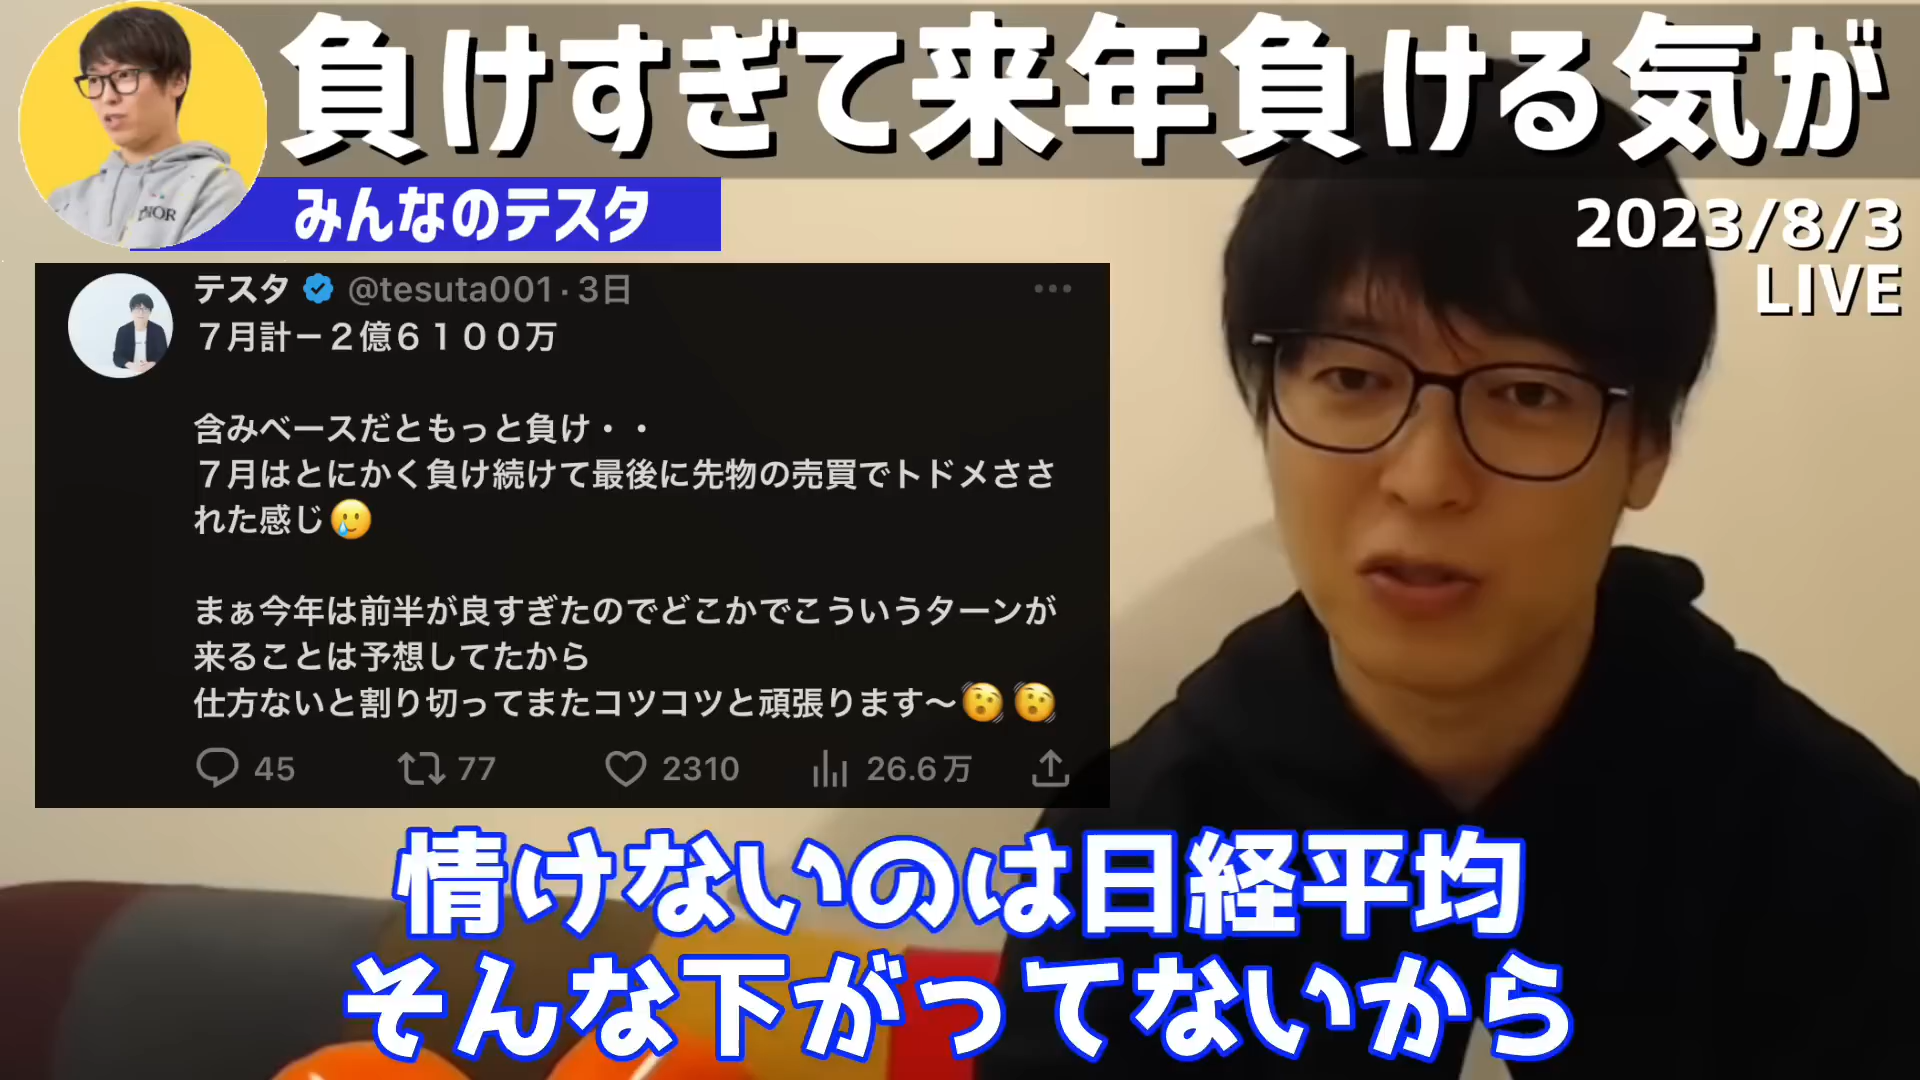 負けすぎて来年負ける気が
みんなのテスタ
2023/8/3
LIVE
DIOR
テスタ @tesuta001·3日
７月計－２億６１００万
含みベースだともっと負け・・
７月はとにかく負け続けて最後に先物の売買でトドメささ
れた感じ🥲
まぁ今年は前半が良すぎたのでどこかでこういうターンが
来ることは予想してたから
仕方ないと割り切ってまたコツコツと頑張ります〜🫨🫨
45 77 2310 26.6万
情けないのは日経平均
そんな下がってないから